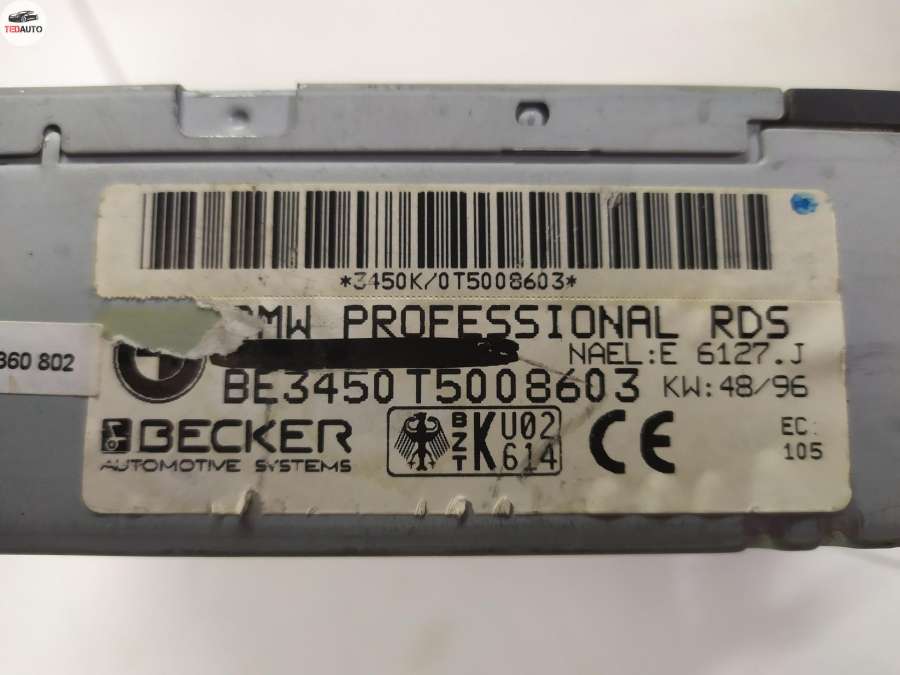 TEDAUTO
*3450K/0T5008603*
BMW PROFESSIONAL RDS
NAEL:E 6127.J
BE3450 T5008603 KW:48/96
360 802
BECKER
AUTOMOTIVE SYSTEMS
BZT K U02 614
CE
EC:
105